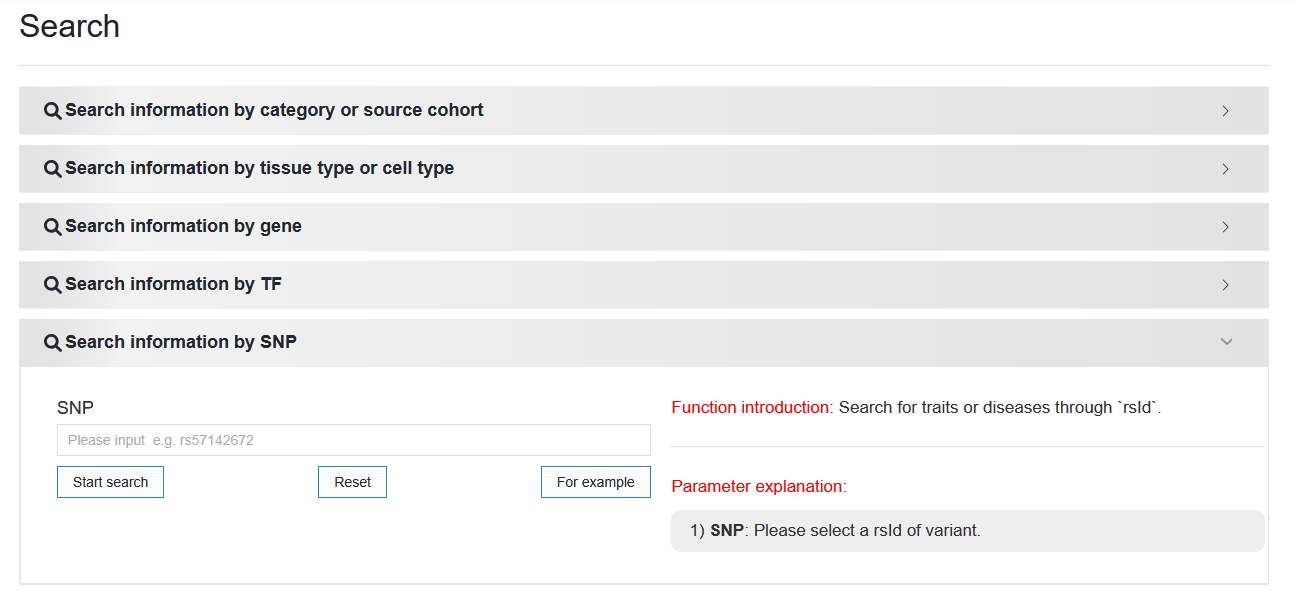 Search
Search information by category or source cohort
Search information by tissue type or cell type
Search information by gene
Search information by TF
Search information by SNP
SNP
Please input  e.g. rs57142672
Start search
Reset
For example
Function introduction: Search for traits or diseases through `rsId`.
Parameter explanation:
1) SNP: Please select a rsId of variant.